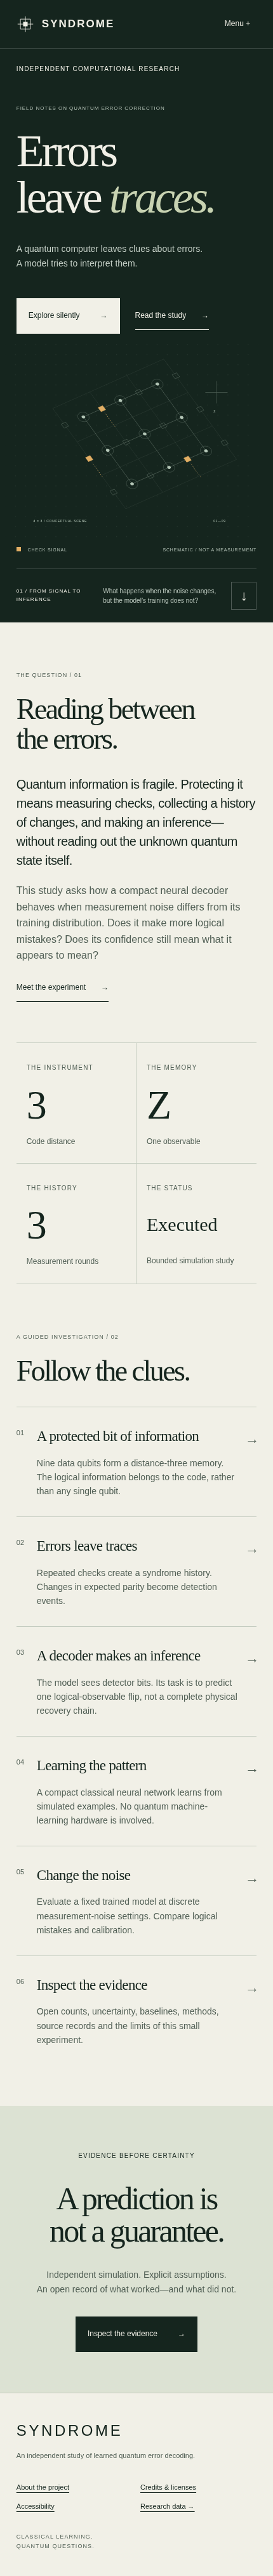 SYNDROME
Menu +
INDEPENDENT COMPUTATIONAL RESEARCH
FIELD NOTES ON QUANTUM ERROR CORRECTION
Errors
leave traces.
A quantum computer leaves clues about errors.
A model tries to interpret them.
Explore silently →
Read the study →
CHECK SIGNAL
SCHEMATIC / NOT A MEASUREMENT
01 / FROM SIGNAL TO
INFERENCE
What happens when the noise changes,
but the model's training does not?
↓
THE QUESTION / 01
Reading between
the errors.
Quantum information is fragile. Protecting it
means measuring checks, collecting a history
of changes, and making an inference—
without reading out the unknown quantum
state itself.
This study asks how a compact neural decoder
behaves when measurement noise differs from its
training distribution. Does it make more logical
mistakes? Does its confidence still mean what it
appears to mean?
Meet the experiment →
THE INSTRUMENT
3
Code distance
THE MEMORY
Z
One observable
THE HISTORY
3
Measurement rounds
THE STATUS
Executed
Bounded simulation study
A GUIDED INVESTIGATION / 02
Follow the clues.
01 A protected bit of information →
Nine data qubits form a distance-three memory.
The logical information belongs to the code, rather
than any single qubit.
02 Errors leave traces →
Repeated checks create a syndrome history.
Changes in expected parity become detection
events.
03 A decoder makes an inference →
The model sees detector bits. Its task is to predict
one logical-observable flip, not a complete physical
recovery chain.
04 Learning the pattern →
A compact classical neural network learns from
simulated examples. No quantum machine-
learning hardware is involved.
05 Change the noise →
Evaluate a fixed trained model at discrete
measurement-noise settings. Compare logical
mistakes and calibration.
06 Inspect the evidence →
Open counts, uncertainty, baselines, methods,
source records and the limits of this small
experiment.
EVIDENCE BEFORE CERTAINTY
A prediction is
not a guarantee.
Independent simulation. Explicit assumptions.
An open record of what worked—and what did not.
Inspect the evidence →
SYNDROME
An independent study of learned quantum error decoding.
About the project
Credits & licenses
Accessibility
Research data →
CLASSICAL LEARNING.
QUANTUM QUESTIONS.